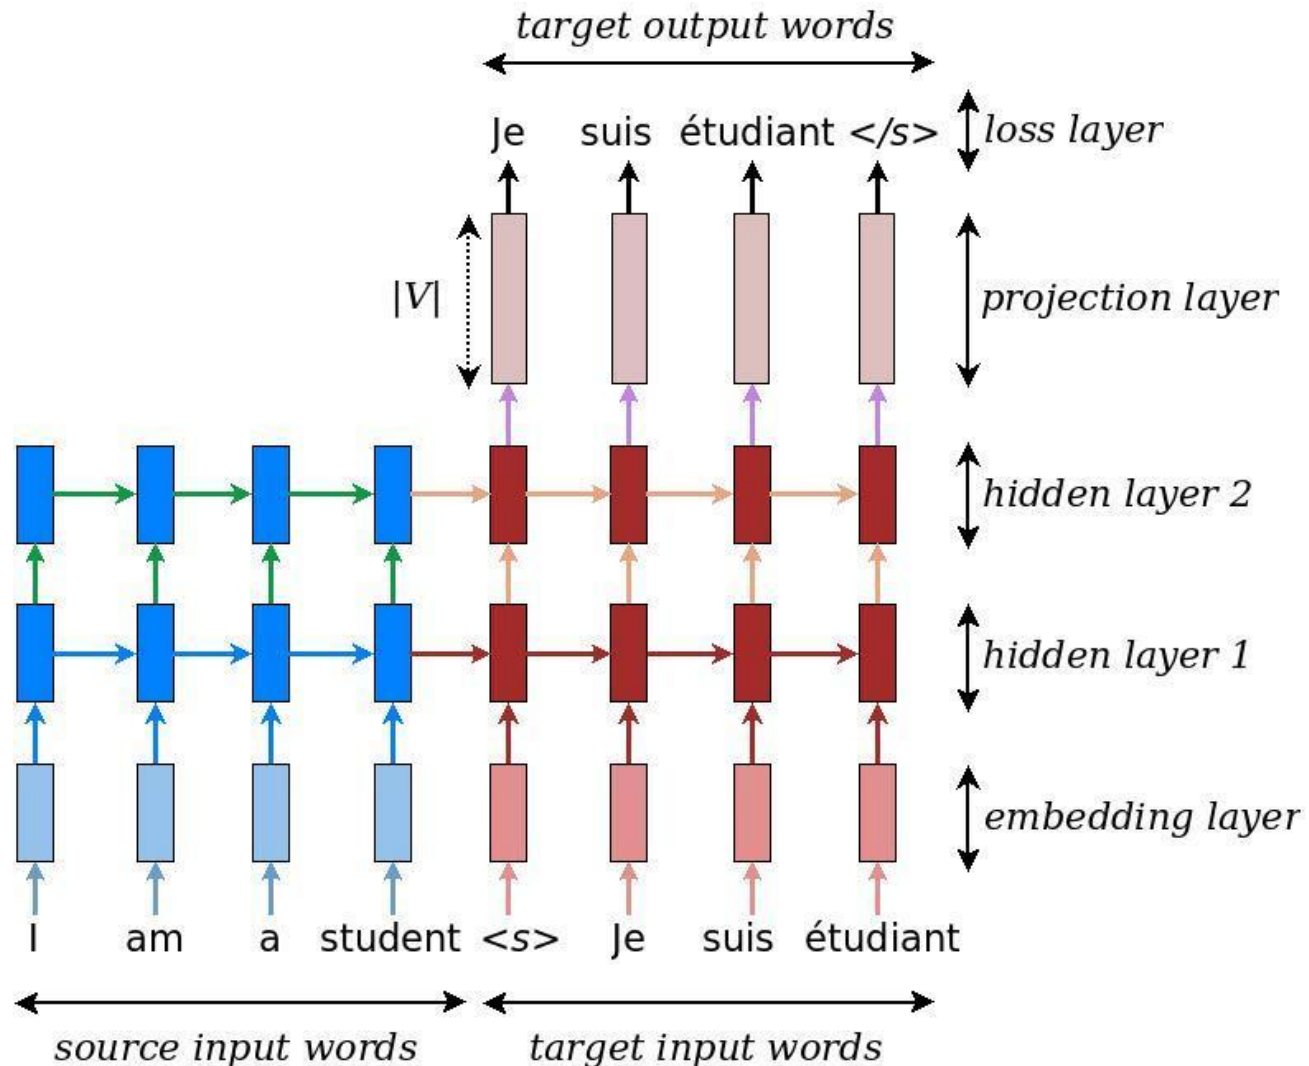 target output words
Je suis étudiant </s>
loss layer
|V|
projection layer
hidden layer 2
hidden layer 1
embedding layer
I am a student <s> Je suis étudiant
source input words
target input words